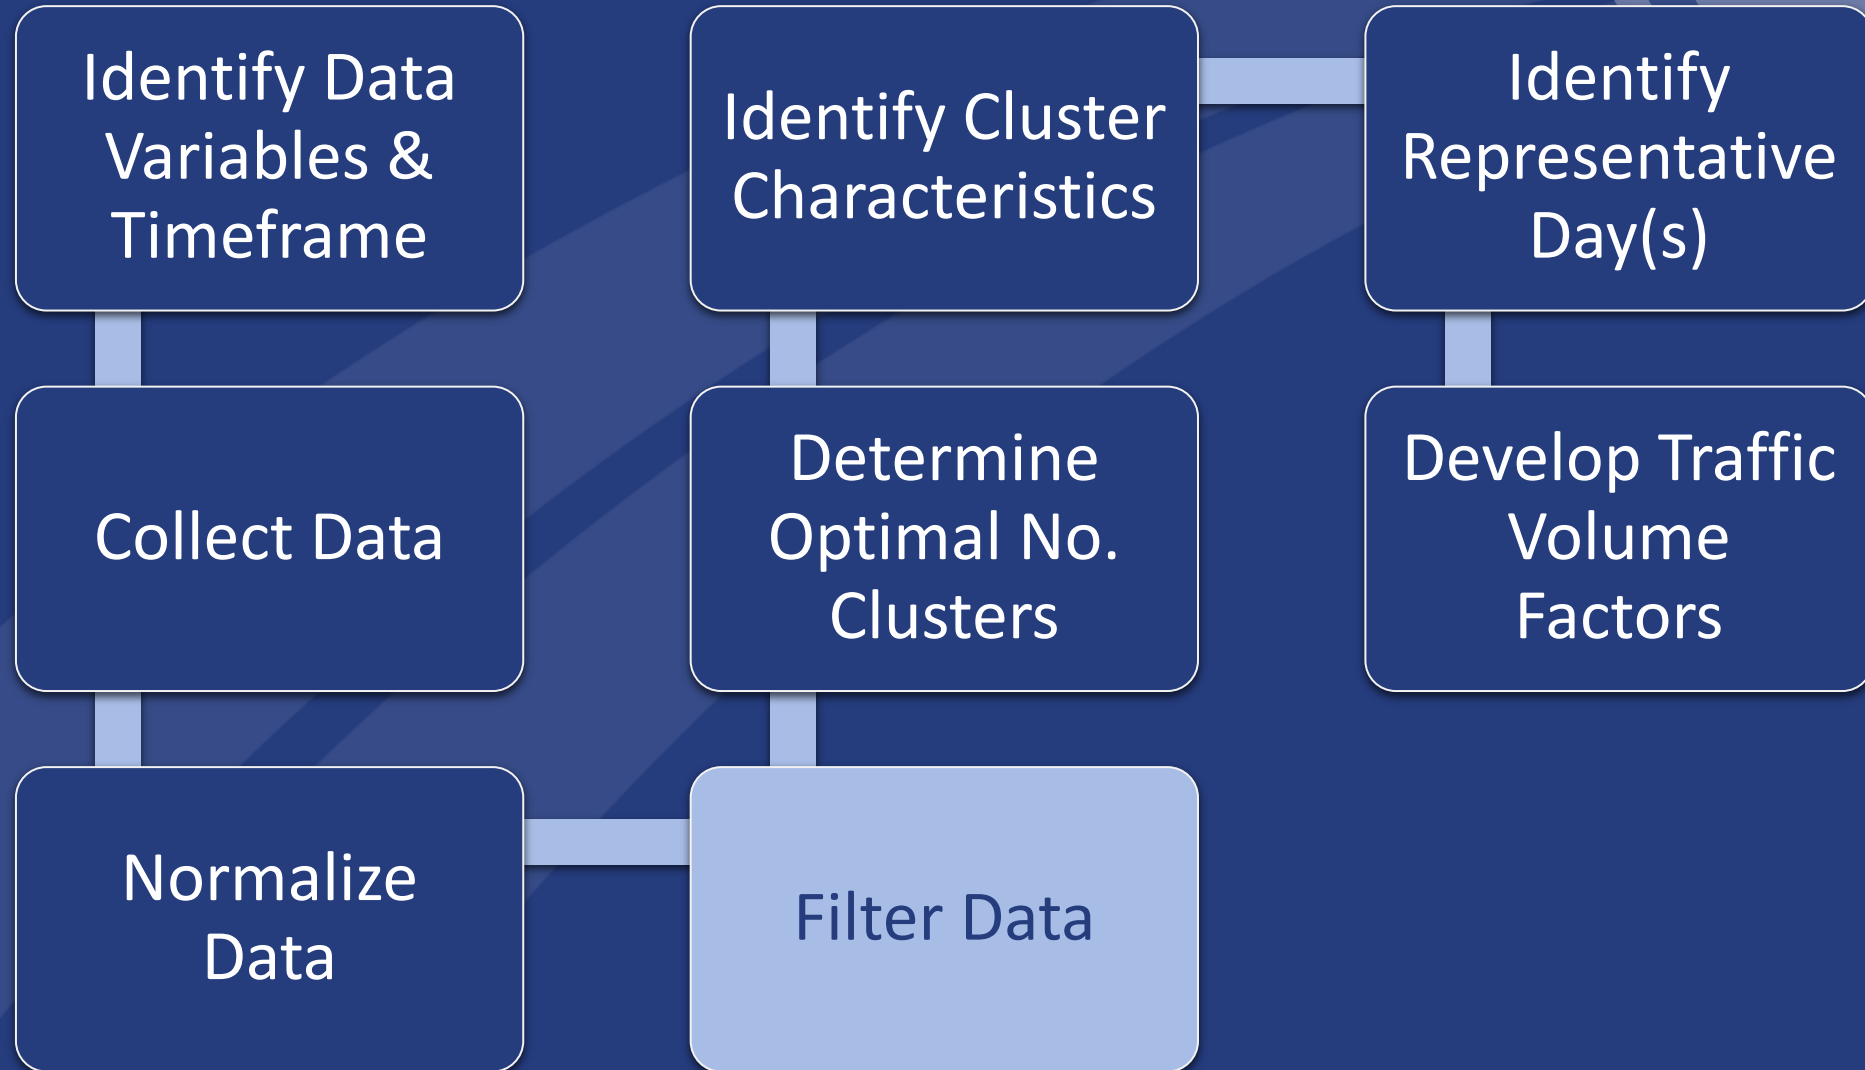 Identify Data
Variables &
Timeframe
Collect Data
Normalize
Data
Filter Data
Determine
Optimal No.
Clusters
Identify Cluster
Characteristics
Identify
Representative
Day(s)
Develop Traffic
Volume
Factors